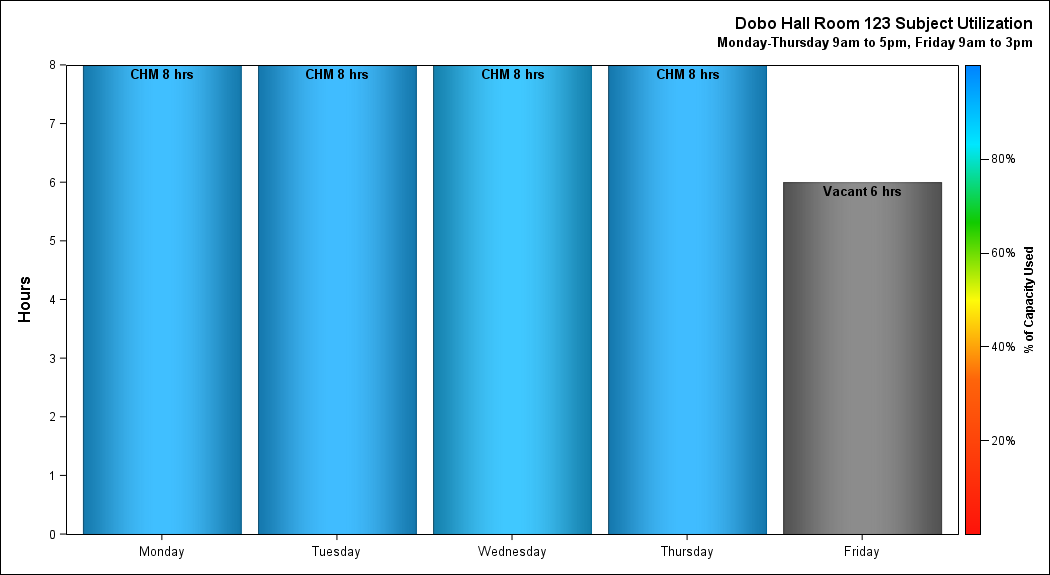 Dobo Hall Room 123 Subject Utilization
Monday-Thursday 9am to 5pm, Friday 9am to 3pm
CHM 8 hrs
CHM 8 hrs
CHM 8 hrs
CHM 8 hrs
Vacant 6 hrs
Hours
8
7
6
5
4
3
2
1
0
Monday
Tuesday
Wednesday
Thursday
Friday
80%
60%
40%
20%
% of Capacity Used